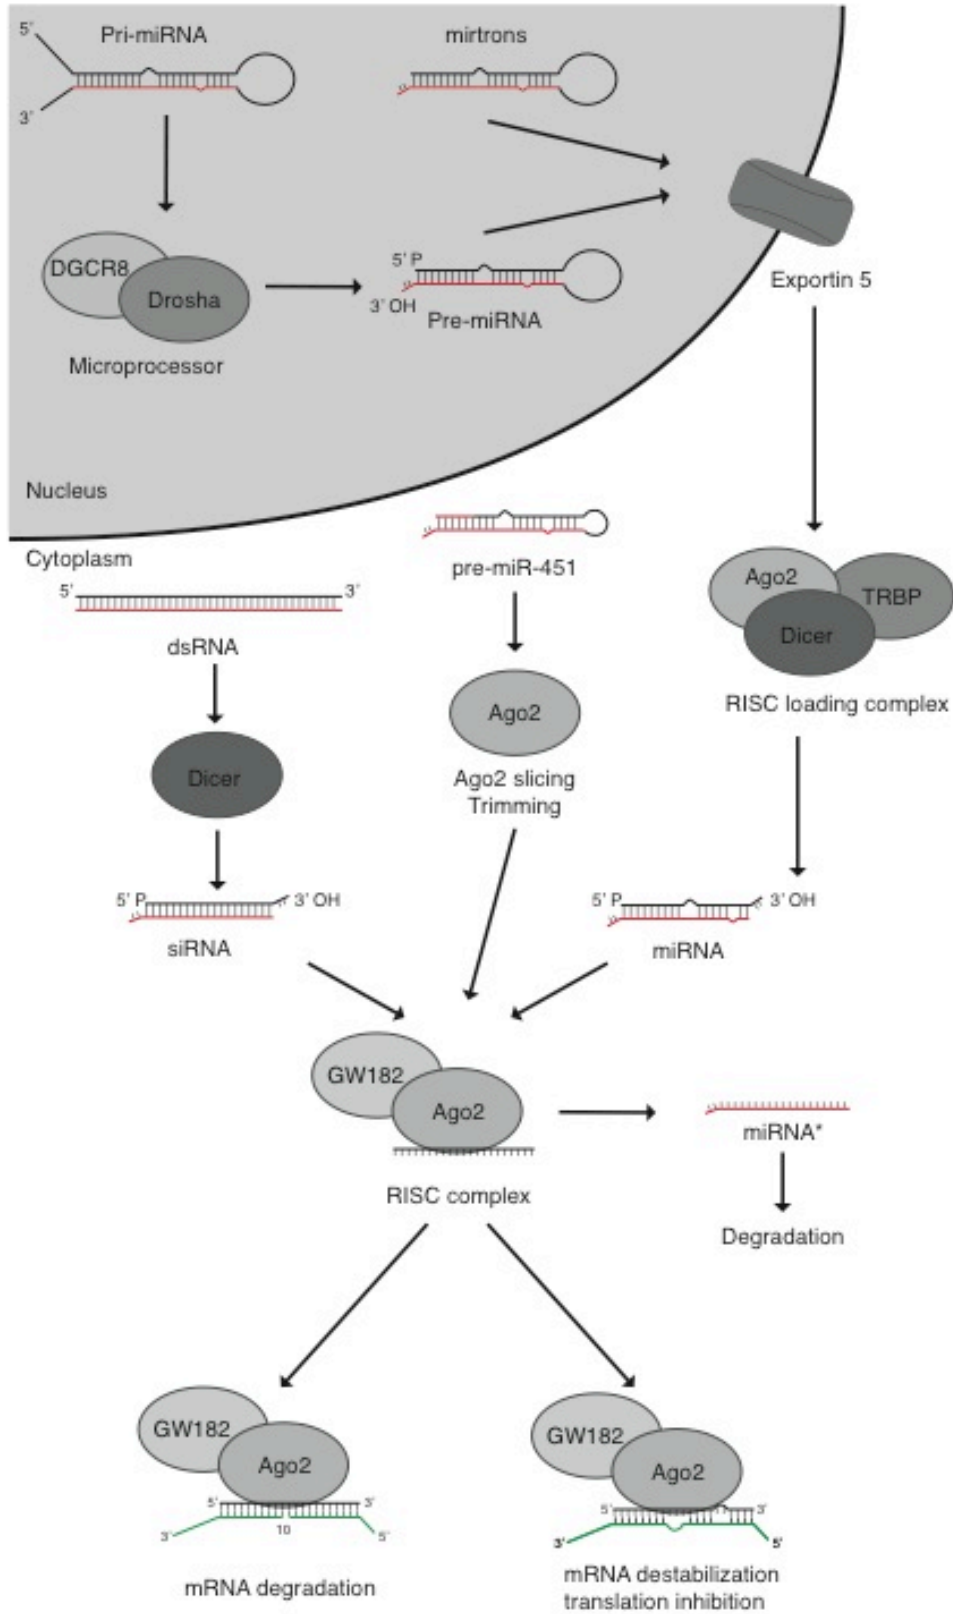 5'
Pri-miRNA
mirtrons
3'
DGCR8
Drosha
Microprocessor
5' P
3' OH
Pre-miRNA
Exportin 5
Nucleus
Cytoplasm
5'
3'
dsRNA
pre-miR-451
Ago2
TRBP
Dicer
RISC loading complex
Ago2
Ago2 slicing
Trimming
Dicer
5' P
3' OH
siRNA
5' P
3' OH
miRNA
GW182
Ago2
RISC complex
miRNA*
Degradation
GW182
Ago2
5'
3'
3'
10
5'
mRNA degradation
GW182
Ago2
5'
3'
3'
5'
mRNA destabilization
translation inhibition